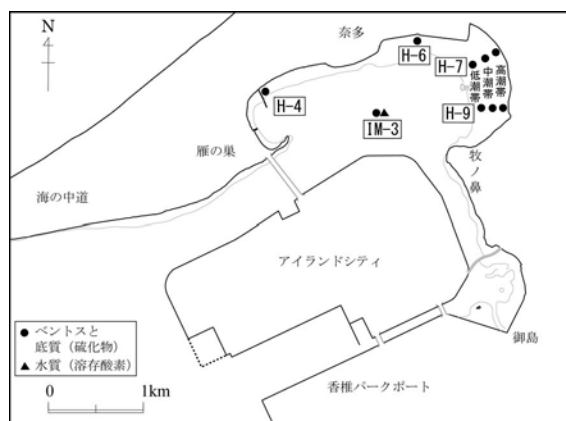 N
4
奈多
H-6
H-7
低潮帯
中潮帯
高潮帯
H-4
IM-3
H-9
雁の巣
牧ノ鼻
海の中道
アイランドシティ
● ベントスと
底質（硫化物）
▲ 水質（溶存酸素）
御島
0 1km
香椎パークポート